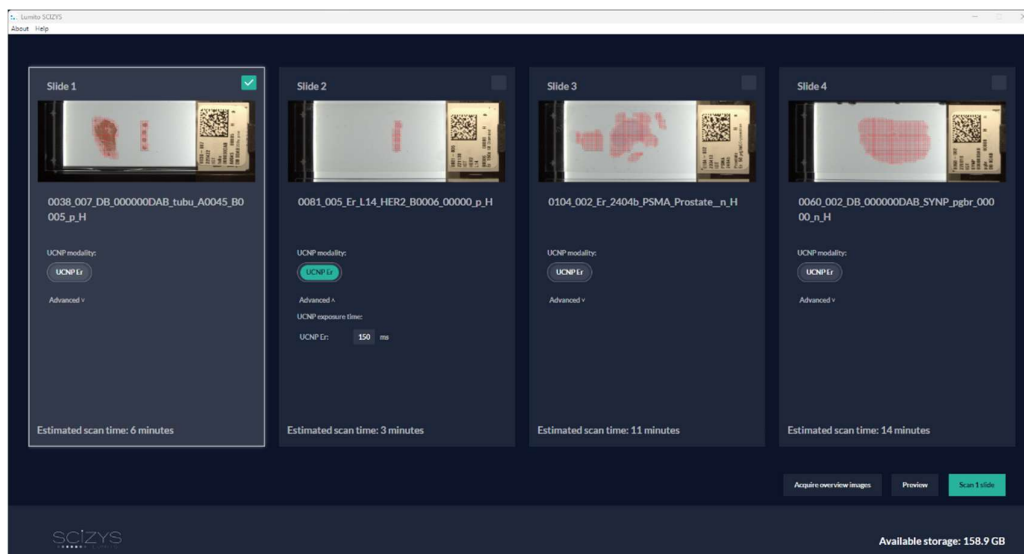 Lumito SCIZYS
About Help
Slide 1
0038_007_DB_000000DAB_tubu_A0045_B0
005_p_H
UCNP modality:
UCNP Er
Advanced ˅
Estimated scan time: 6 minutes
Slide 2
0081_005_Er_L14_HER2_B0006_00000_p_H
UCNP modality:
UCNP Er
Advanced ˄
UCNP exposure time:
UCNP Er: 150 ms
Estimated scan time: 3 minutes
Slide 3
0104_002_Er_2404b_PSMA_Prostate__n_H
UCNP modality:
UCNP Er
Advanced ˅
Estimated scan time: 11 minutes
Slide 4
0060_002_DB_000000DAB_SYNP_pgbr_000
00_n_H
UCNP modality:
UCNP Er
Advanced ˅
Estimated scan time: 14 minutes
Acquire overview images
Preview
Scan 1 slide
SCIZYS
Available storage: 158.9 GB